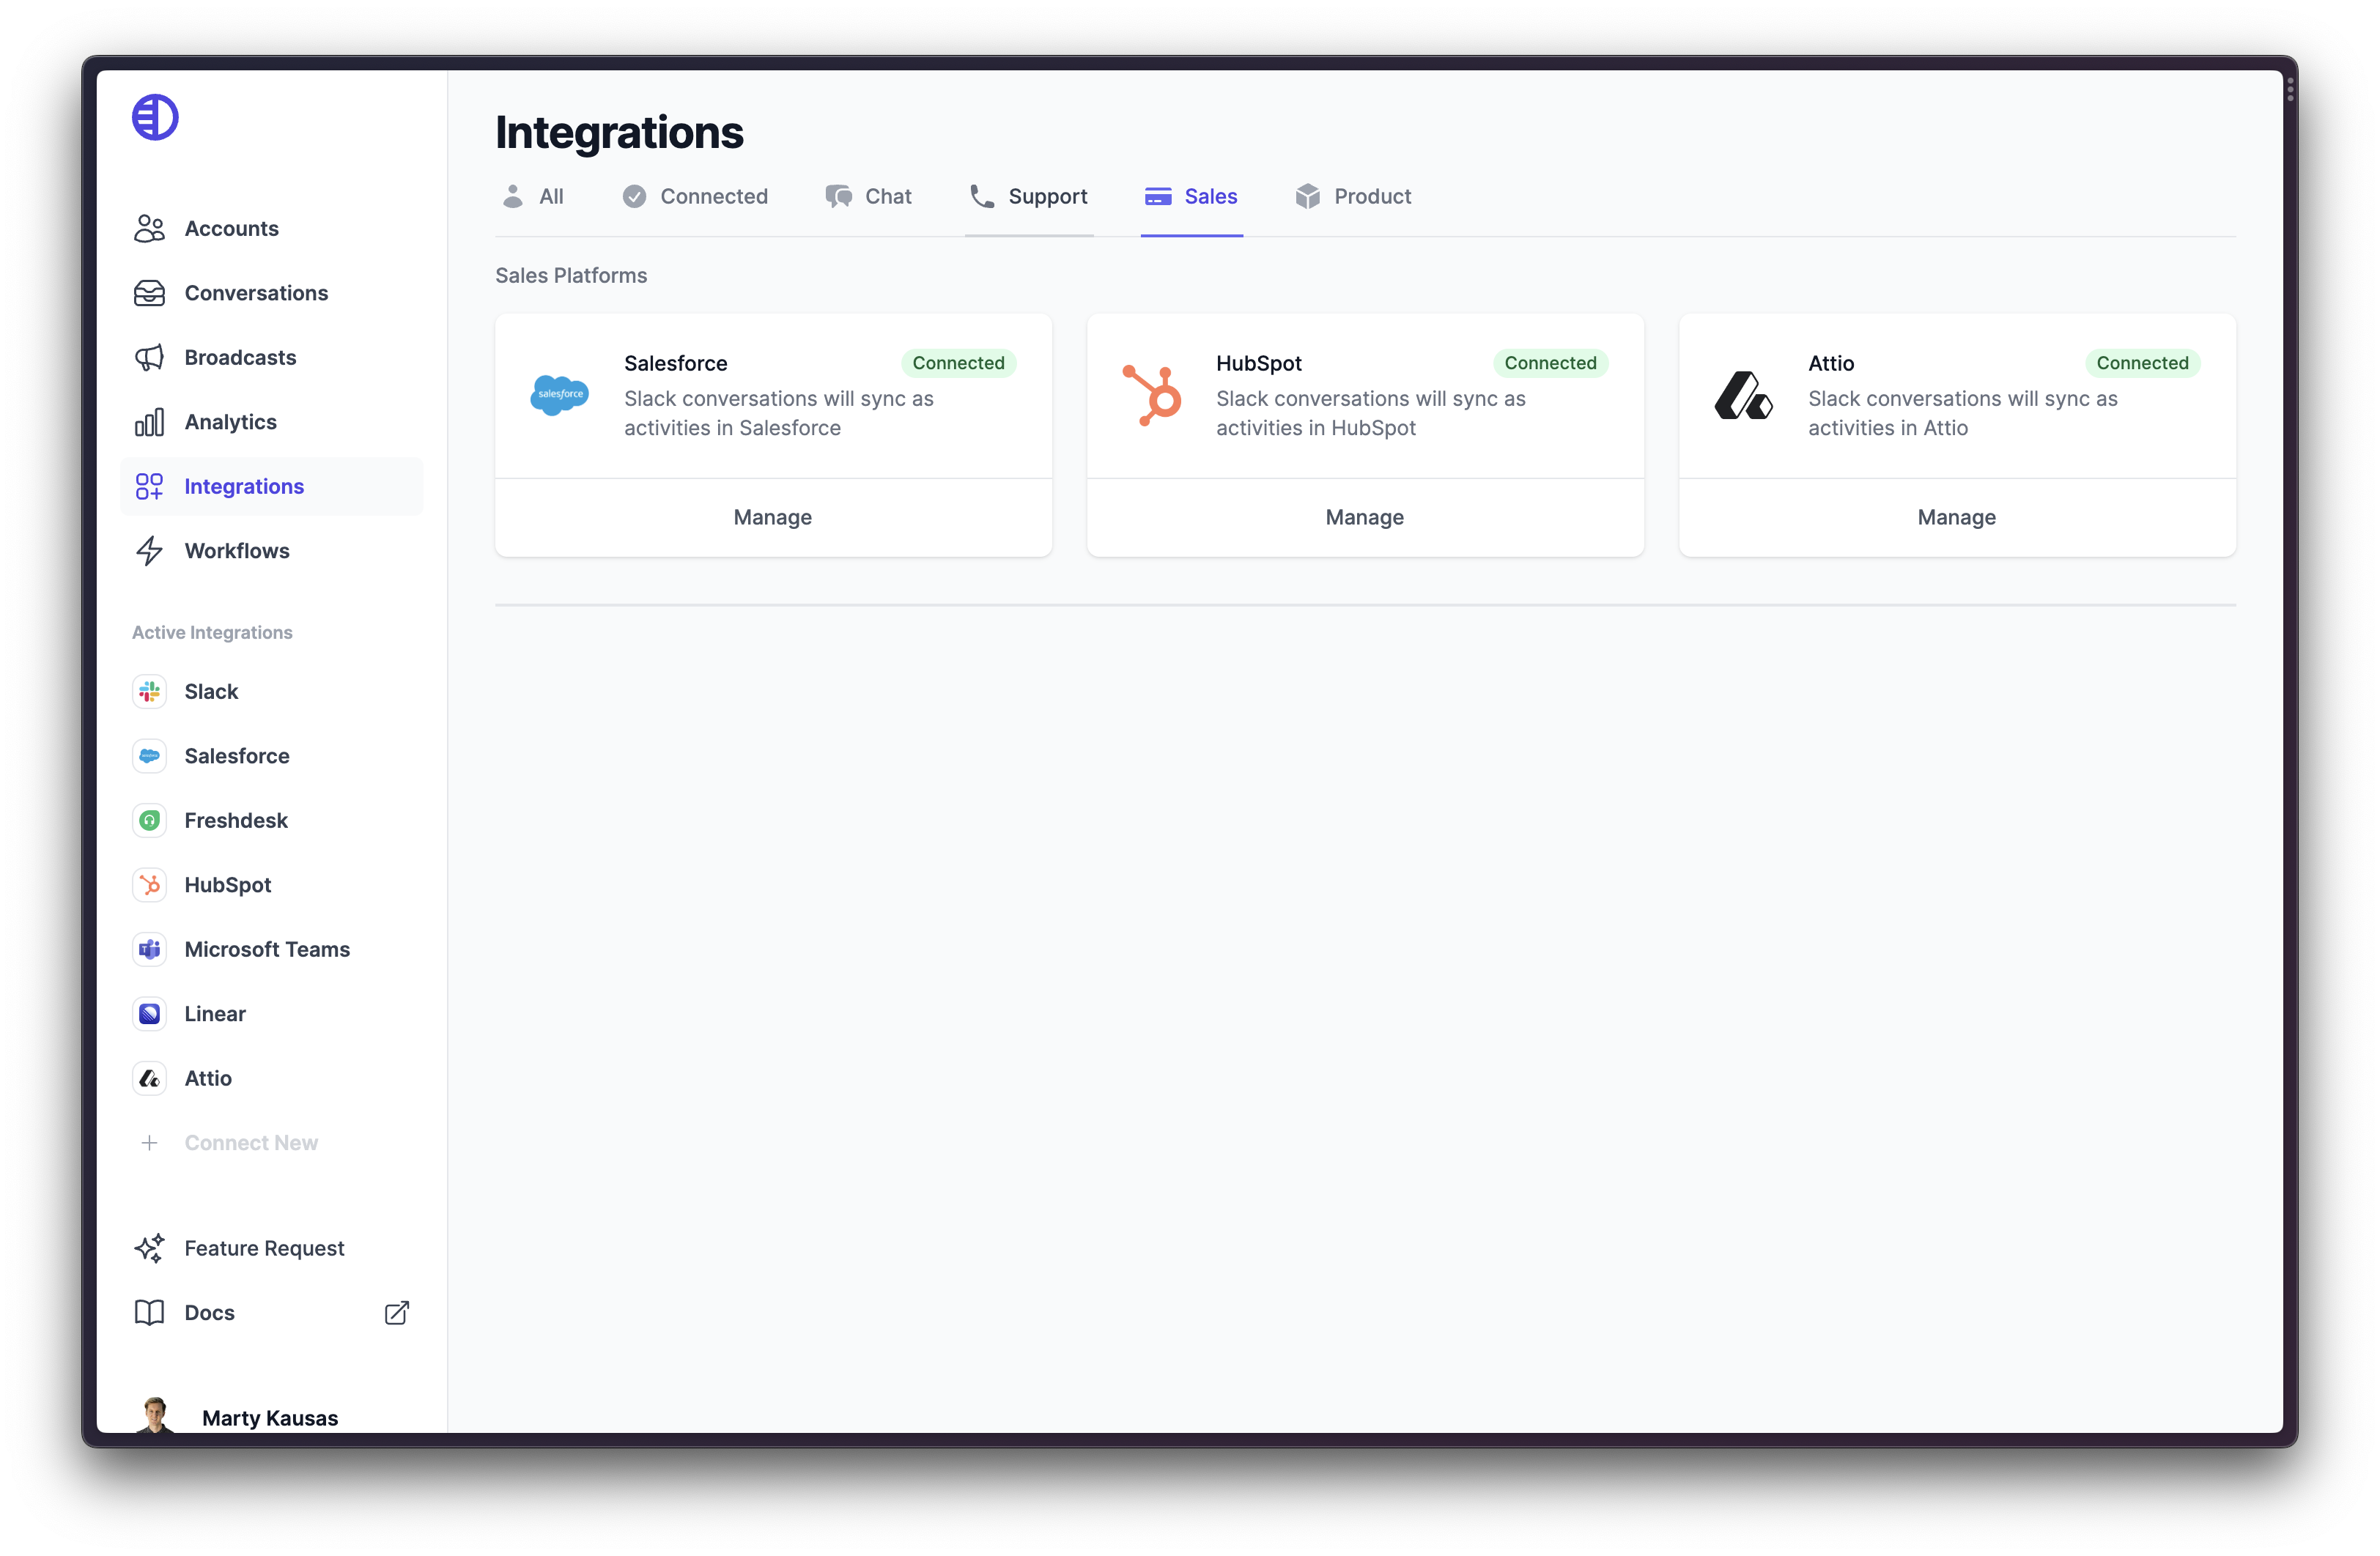 Accounts
Conversations
Broadcasts
Analytics
Integrations
Workflows
Active Integrations
Slack
Salesforce
Freshdesk
HubSpot
Microsoft Teams
Linear
Attio
Connect New
Feature Request
Docs
Marty Kausas
Integrations
All
Connected
Chat
Support
Sales
Product
Sales Platforms
salesforce
Salesforce
Connected
Slack conversations will sync as
activities in Salesforce
Manage
HubSpot
Connected
Slack conversations will sync as
activities in HubSpot
Manage
Attio
Connected
Slack conversations will sync as
activities in Attio
Manage